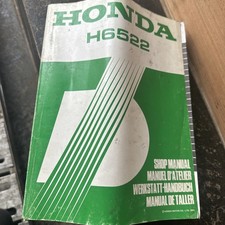 HONDA
H6522
SHOP MANUAL
MANUEL D'ATELIER
WERKSTATT-HANDBUCH
MANUAL DE TALLER